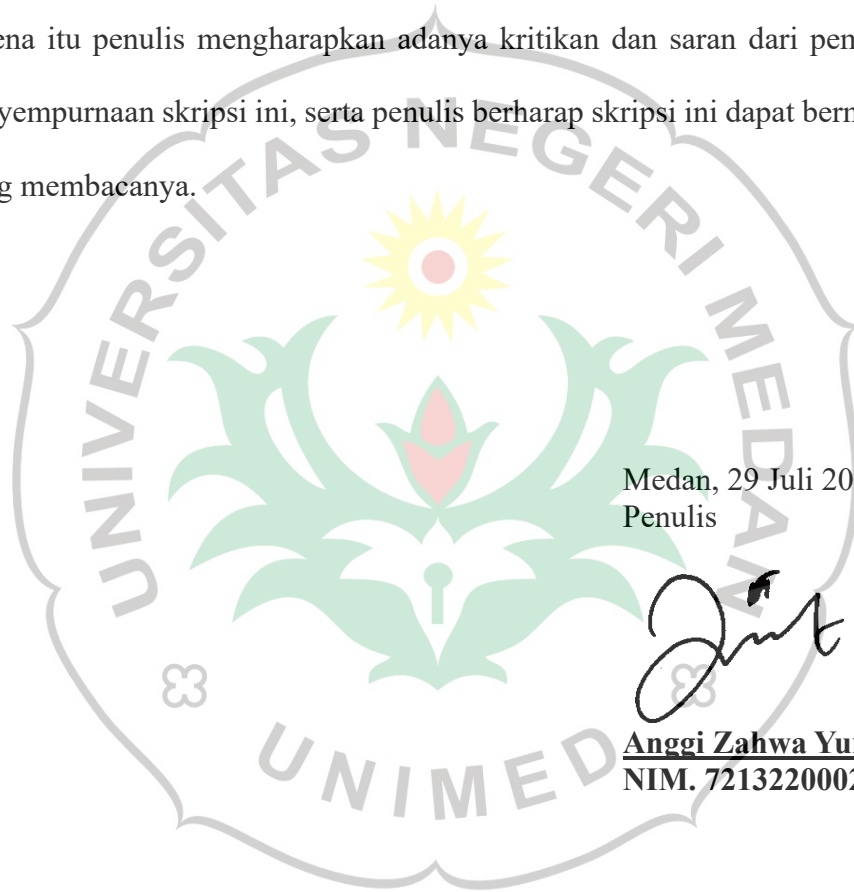 ena itu penulis mengharapkan adanya kritikan dan saran dari pem
yempurnaan skripsi ini, serta penulis berharap skripsi ini dapat berm
g membacanya.
UNIVERSITAS NEGERI MEDAN
Medan, 29 Juli 20
Penulis
Anggi Zahwa Yu
NIM. 7213220002
UNIMED